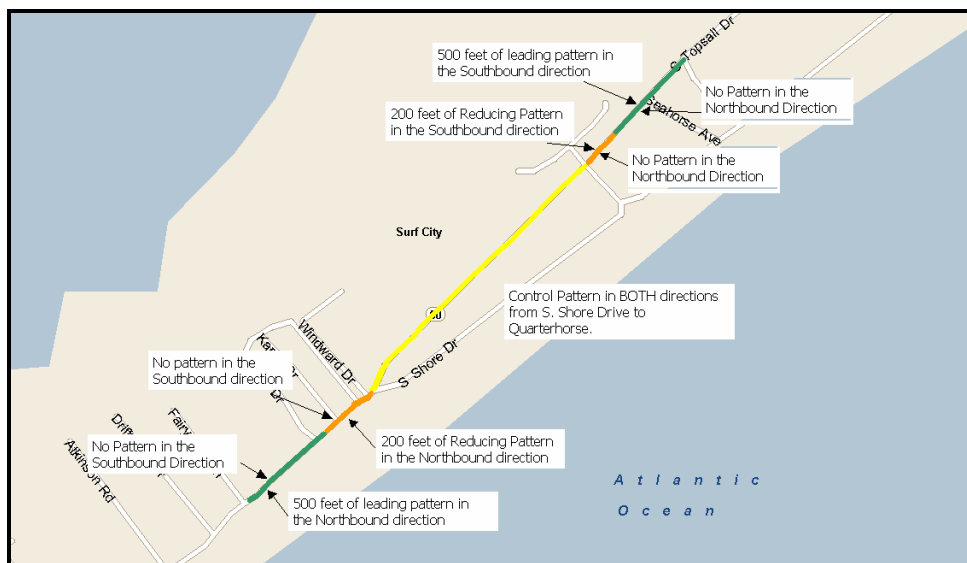 500 feet of leading pattern in
the Southbound direction
S Topsail Dr
No Pattern in the
Northbound Direction
Seahorse Ave
200 feet of Reducing Pattern
in the Southbound direction
No Pattern in the
Northbound Direction
Surf City
Control Pattern in BOTH directions
from S. Shore Drive to
Quarterhorse.
Windward Dr
S Shore Dr
No pattern in the
Southbound direction
Dr
200 feet of Reducing Pattern
in the Northbound direction
No Pattern in the
Southbound Direction
Atkinson Rd
500 feet of leading pattern in
the Northbound direction
Atlantic
Ocean